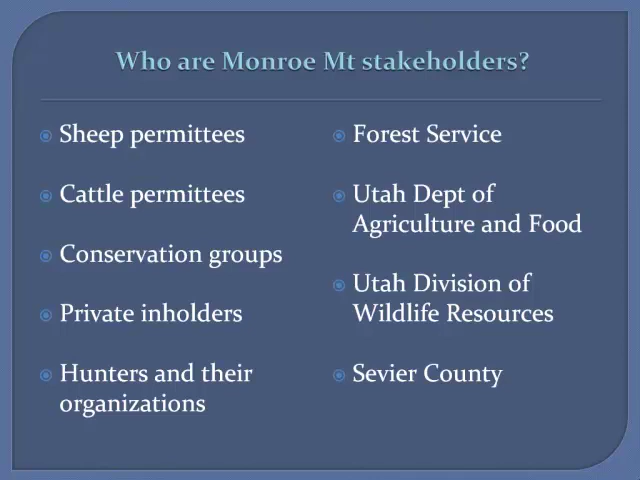 Who are Monroe Mt stakeholders?
Sheep permittees
Cattle permittees
Conservation groups
Private inholders
Hunters and their
organizations
Forest Service
Utah Dept of
Agriculture and Food
Utah Division of
Wildlife Resources
Sevier County